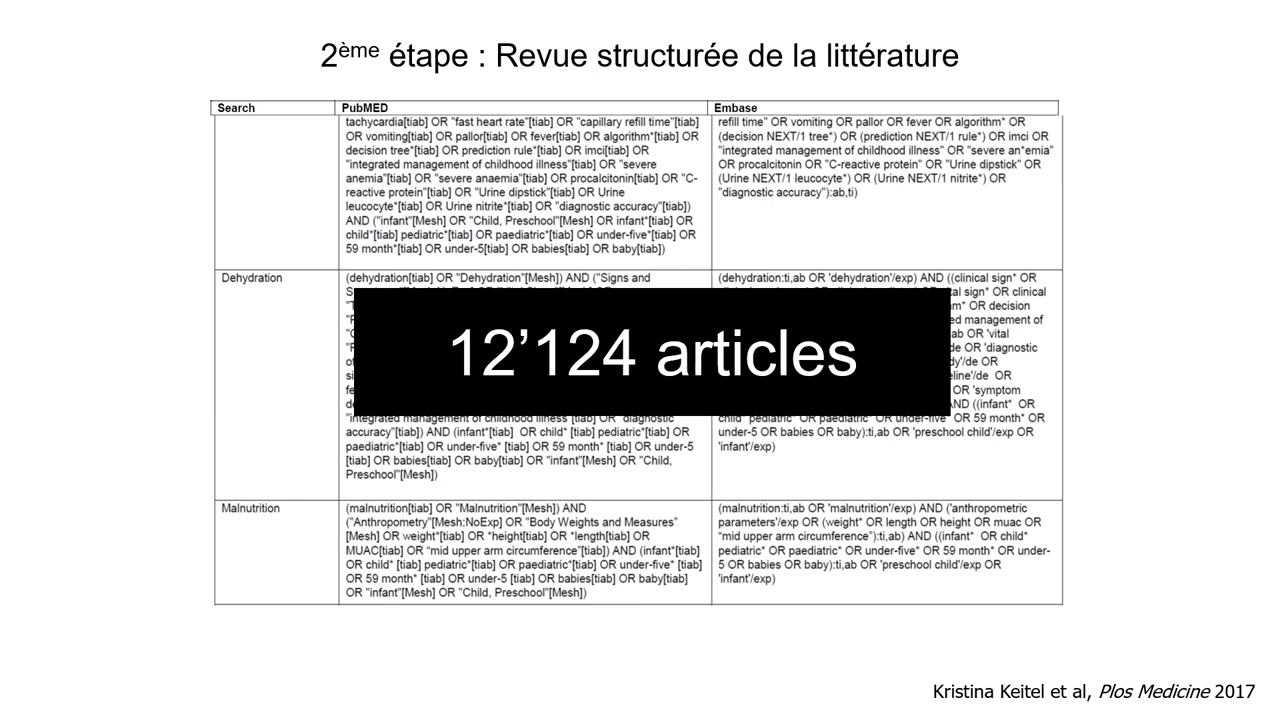 2ème étape : Revue structurée de la littérature
Search PubMED Embase
tachycardia[tiab] OR "fast heart rate"[tiab] OR "capillary refill time"[tiab]
OR vomiting[tiab] OR pallor[tiab] OR fever[tiab] OR algorithm*[tiab] OR
decision tree*[tiab] OR prediction rule*[tiab] OR imci[tiab] OR
"integrated management of childhood illness"[tiab] OR "severe
anemia"[tiab] OR "severe anaemia"[tiab] OR procalcitonin[tiab] OR "C-
reactive protein"[tiab] OR "Urine dipstick"[tiab] OR Urine
leucocyte*[tiab] OR Urine nitrite*[tiab] OR "diagnostic accuracy"[tiab])
AND ("infant"[Mesh] OR "Child, Preschool"[Mesh] OR infant*[tiab] OR
child*[tiab] pediatric*[tiab] OR paediatric*[tiab] OR under-five*[tiab] OR
59 month*[tiab] OR under-5[tiab] OR babies[tiab] OR baby[tiab])
refill time" OR vomiting OR pallor OR fever OR algorithm* OR
(decision NEXT/1 tree*) OR (prediction NEXT/1 rule*) OR imci OR
"integrated management of childhood illness" OR "severe an*emia"
OR procalcitonin OR "C-reactive protein" OR "Urine dipstick" OR
(Urine NEXT/1 leucocyte*) OR (Urine NEXT/1 nitrite*) OR
"diagnostic accuracy"):ab,ti)
Dehydration
(dehydration[tiab] OR "Dehydration"[Mesh]) AND ("Signs and
accuracy"[tiab]) AND (infant*[tiab] OR child* [tiab] pediatric*[tiab] OR
paediatric*[tiab] OR under-five* [tiab] OR 59 month* [tiab] OR under-5
[tiab] OR babies[tiab] OR baby[tiab] OR "infant"[Mesh] OR "Child,
Preschool"[Mesh])
(dehydration:ti,ab OR 'dehydration'/exp) AND ((clinical sign* OR
sign* OR clinical
OR decision
management of
OR 'vital
OR 'diagnostic
OR
OR 'symptom
AND ((infant* OR
child* pediatric* OR paediatric* OR under-five* OR 59 month* OR
under-5 OR babies OR baby):ti,ab OR 'preschool child'/exp OR
'infant'/exp)
12’124 articles
Malnutrition
(malnutrition[tiab] OR "Malnutrition"[Mesh]) AND
("Anthropometry"[Mesh:NoExp] OR "Body Weights and Measures"
[Mesh] OR weight*[tiab] OR *height[tiab] OR *length[tiab] OR
MUAC[tiab] OR “mid upper arm circumference”[tiab]) AND (infant*[tiab]
OR child* [tiab] pediatric*[tiab] OR paediatric*[tiab] OR under-five* [tiab]
OR 59 month* [tiab] OR under-5 [tiab] OR babies[tiab] OR baby[tiab]
OR "infant"[Mesh] OR "Child, Preschool"[Mesh])
(malnutrition:ti,ab OR 'malnutrition'/exp) AND ('anthropometric
parameters'/exp OR (weight* OR length OR height OR muac OR
“mid upper arm circumference”):ti,ab) AND ((infant* OR child*
pediatric* OR paediatric* OR under-five* OR 59 month* OR under-
5 OR babies OR baby):ti,ab OR 'preschool child'/exp OR
'infant'/exp)
Kristina Keitel et al, Plos Medicine 2017